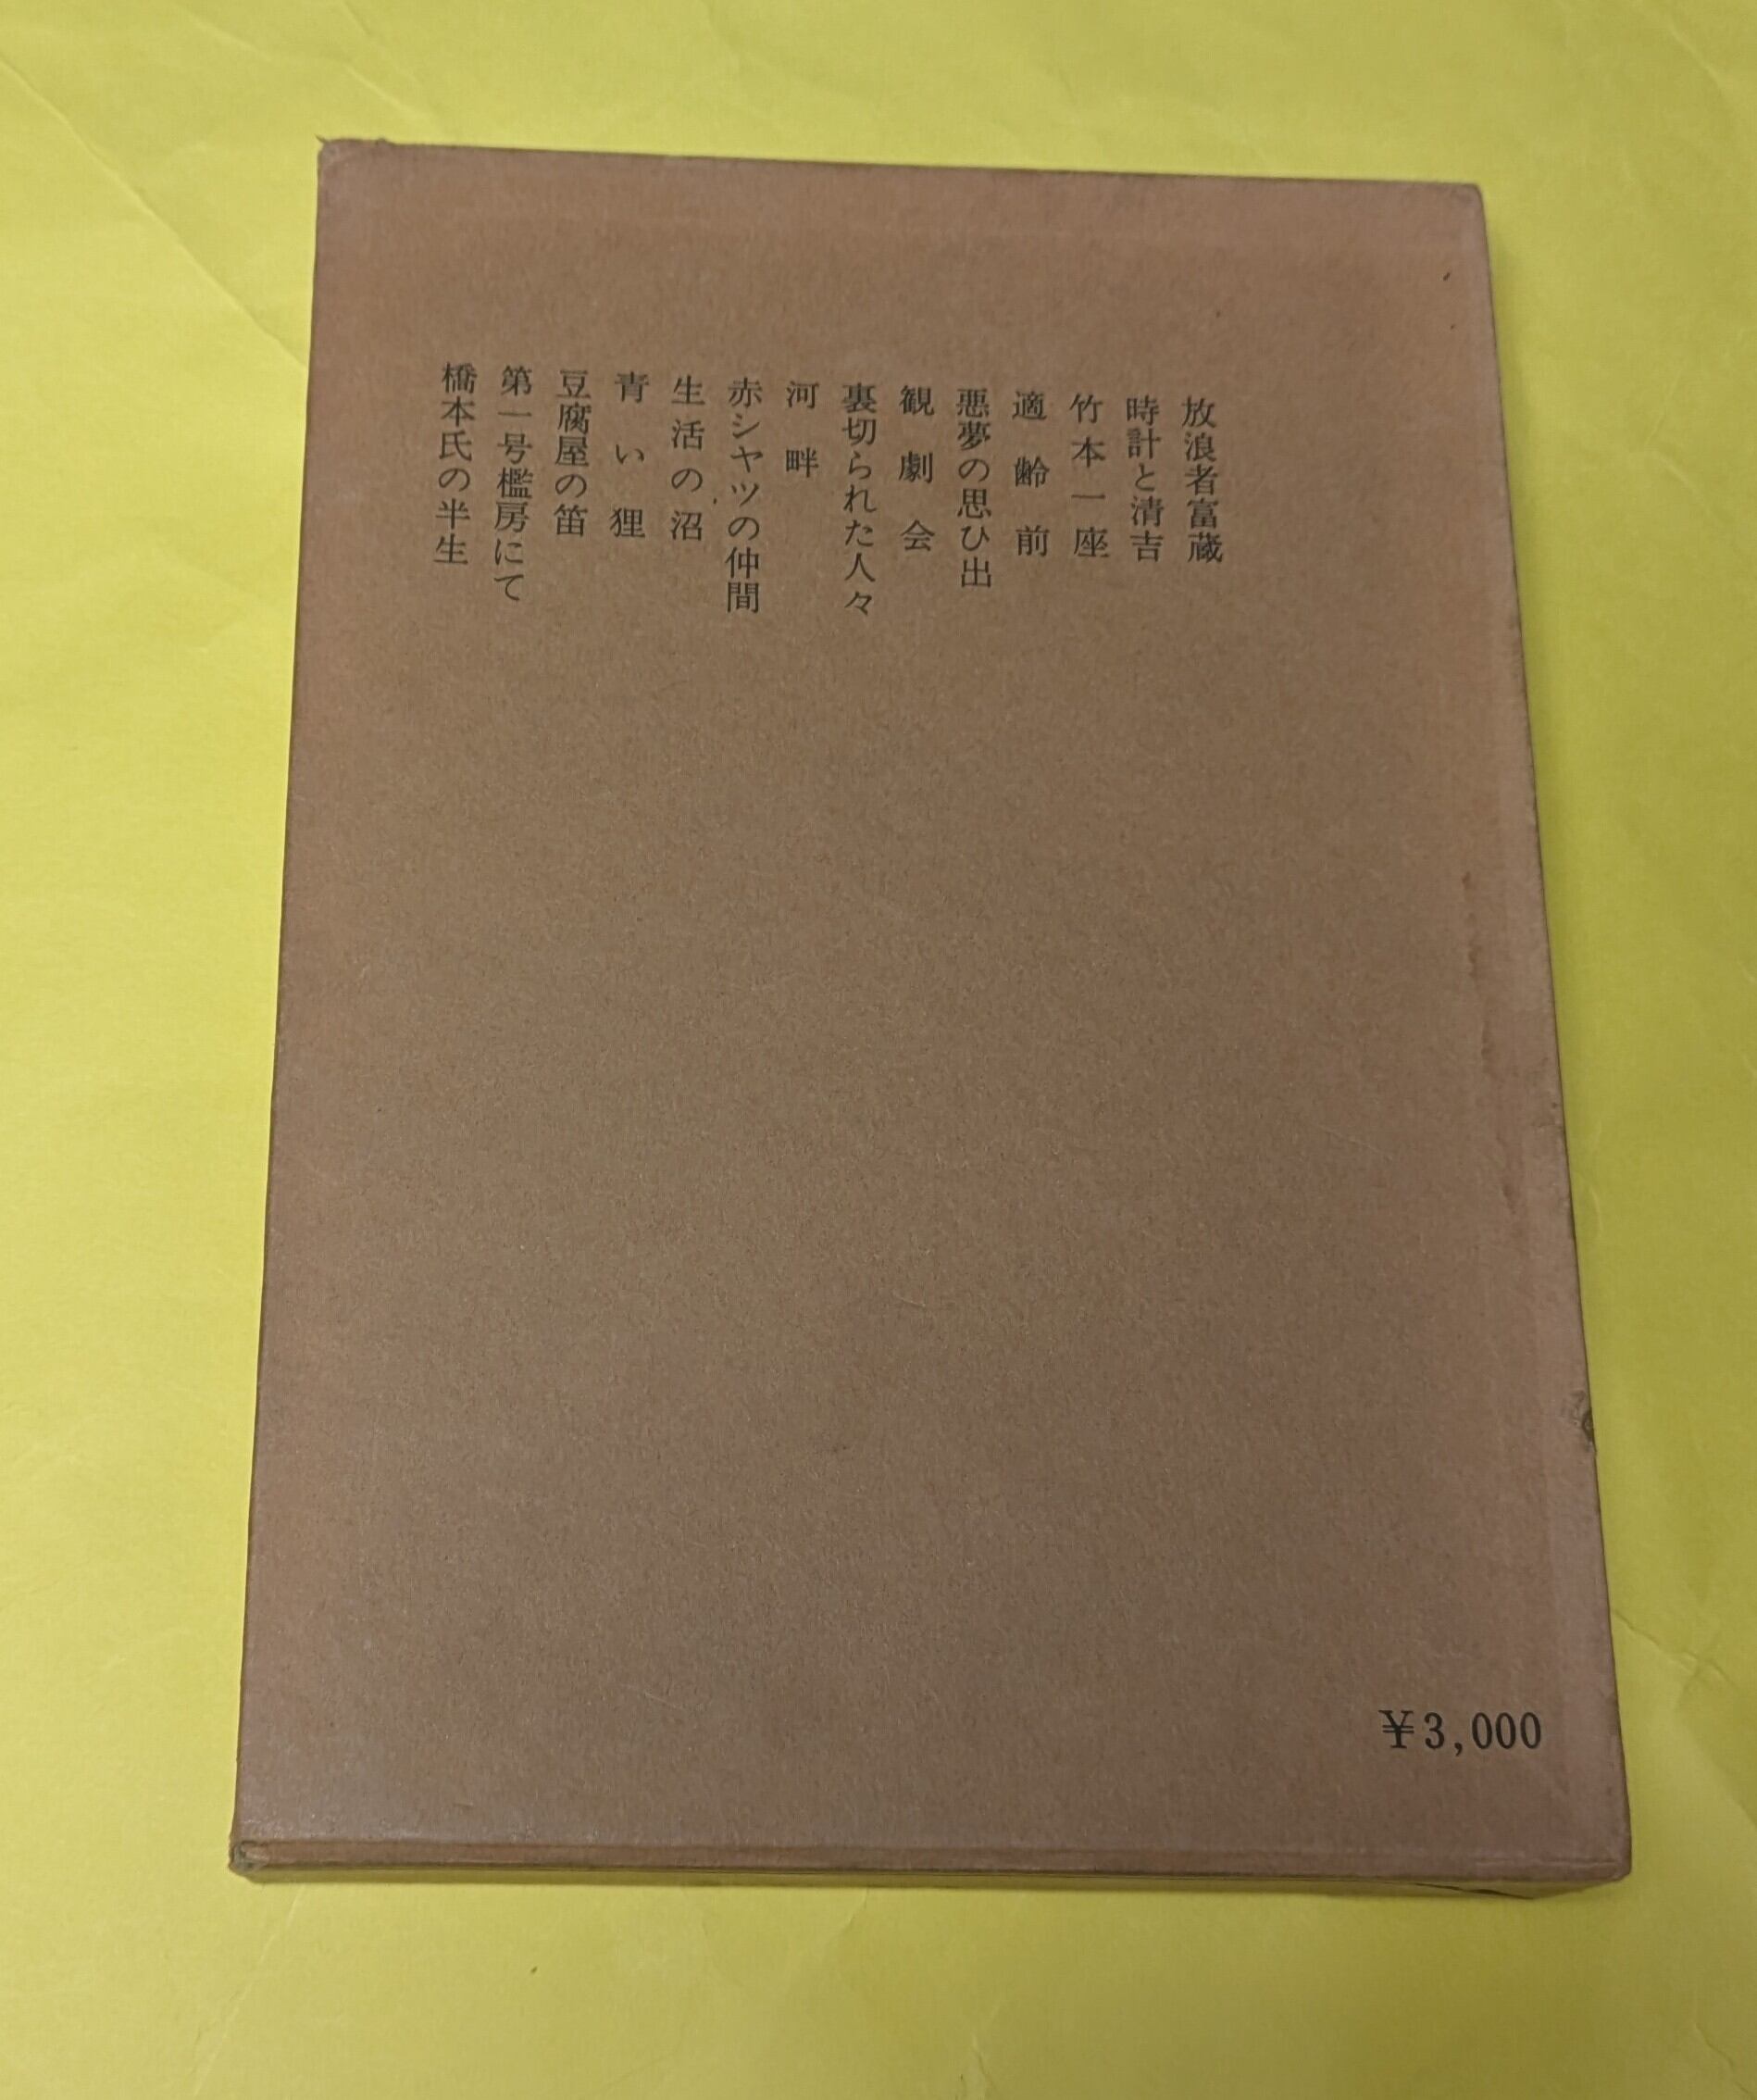 放浪者富蔵
時計と清吉
竹本一座
適齢前
悪夢の思ひ出
観劇会
裏切られた人々
河畔
赤シヤツの仲間
生活の沼
青い狸
豆腐屋の笛
第一号檻房にて
橋本氏の半生
¥3,000